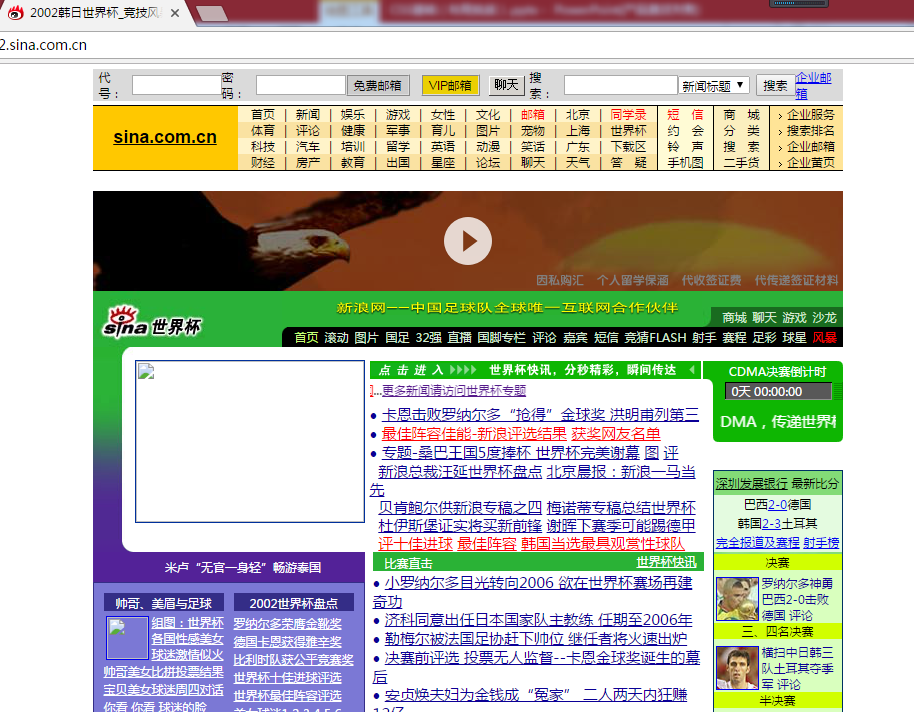 2002韩日世界杯_竞技风
2.sina.com.cn
代号： 密码： 免费邮箱 VIP邮箱 聊天 搜索： 新闻标题 搜索 企业邮箱
sina.com.cn
首页 | 新闻 | 娱乐 | 游戏 | 女性 | 文化 | 邮箱 | 北京 | 同学录 短 信 商 城 › 企业服务
体育 | 评论 | 健康 | 军事 | 育儿 | 图片 | 宠物 | 上海 | 世界杯 约 会 分 类 › 搜索排名
科技 | 汽车 | 培训 | 留学 | 英语 | 动漫 | 笑话 | 广东 | 下载区 铃 声 搜 索 › 企业邮箱
财经 | 房产 | 教育 | 出国 | 星座 | 论坛 | 聊天 | 天气 | 答 疑 手机图 二手货 › 企业黄页
因私购汇 个人留学保涵 代收签证费 代传递签证材料
新浪网——中国足球队全球唯一互联网合作伙伴
sina 世界杯
商城 聊天 游戏 沙龙
首页 滚动 图片 国足 32强 直播 国脚专栏 评论 嘉宾 短信 竞猜FLASH 射手 赛程 足彩 球星 风暴
点 击 进 入 世界杯快讯，分秒精彩，瞬间传达
...更多新闻请访问世界杯专题
● 卡恩击败罗纳尔多“抢得”金球奖 洪明甫列第三
● 最佳阵容佳能-新浪评选结果 获奖网友名单
● 专题-桑巴王国5度捧杯 世界杯完美谢幕 图 评
新浪总裁汪延世界杯盘点 北京晨报：新浪一马当
先
贝肯鲍尔供新浪专稿之四 梅诺蒂专稿总结世界杯
杜伊斯堡证实将买新前锋 谢晖下赛季可能踢德甲
评十佳进球 最佳阵容 韩国当选最具观赏性球队
比赛直击 世界杯快讯
● 小罗纳尔多目光转向2006 欲在世界杯赛场再建
奇功
● 济科同意出任日本国家队主教练 任期至2006年
● 勒梅尔被法国足协赶下帅位 继任者将火速出炉
● 决赛前评选 投票无人监督--卡恩金球奖诞生的幕
后
● 安贞焕夫妇为金钱成“冤家” 二人两天内狂赚
米卢“无官一身轻”畅游泰国
帅哥、美眉与足球
组图：世界杯
各国性感美女
球迷激情似火
帅哥美女比拼投票结果
宝贝美女球迷周四对话
你看 你看 球迷的脸
2002世界杯盘点
罗纳尔多荣膺金靴奖
德国卡恩获得雅辛奖
比利时队获公平竞赛奖
世界杯十佳进球评选
世界杯最佳阵容评选
CDMA决赛倒计时
0天 00:00:00
DMA，传递世界杯
深圳发展银行 最新比分
巴西2-0德国
韩国2-3土耳其
完全报道及赛程 射手榜
决赛
罗纳尔多神勇
巴西2-0击败
德国 评论
三、四名决赛
横扫中日韩三
队土耳其夺季
军 评论
半决赛